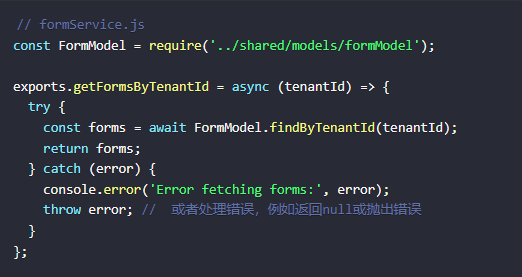 // formService.js
const FormModel = require('../shared/models/formModel');
exports.getFormsByTenantId = async (tenantId) => {
try {
const forms = await FormModel.findByTenantId(tenantId);
return forms;
} catch (error) {
console.error('Error fetching forms:', error);
throw error; // 或者处理错误，例如返回null或抛出错误
}
};